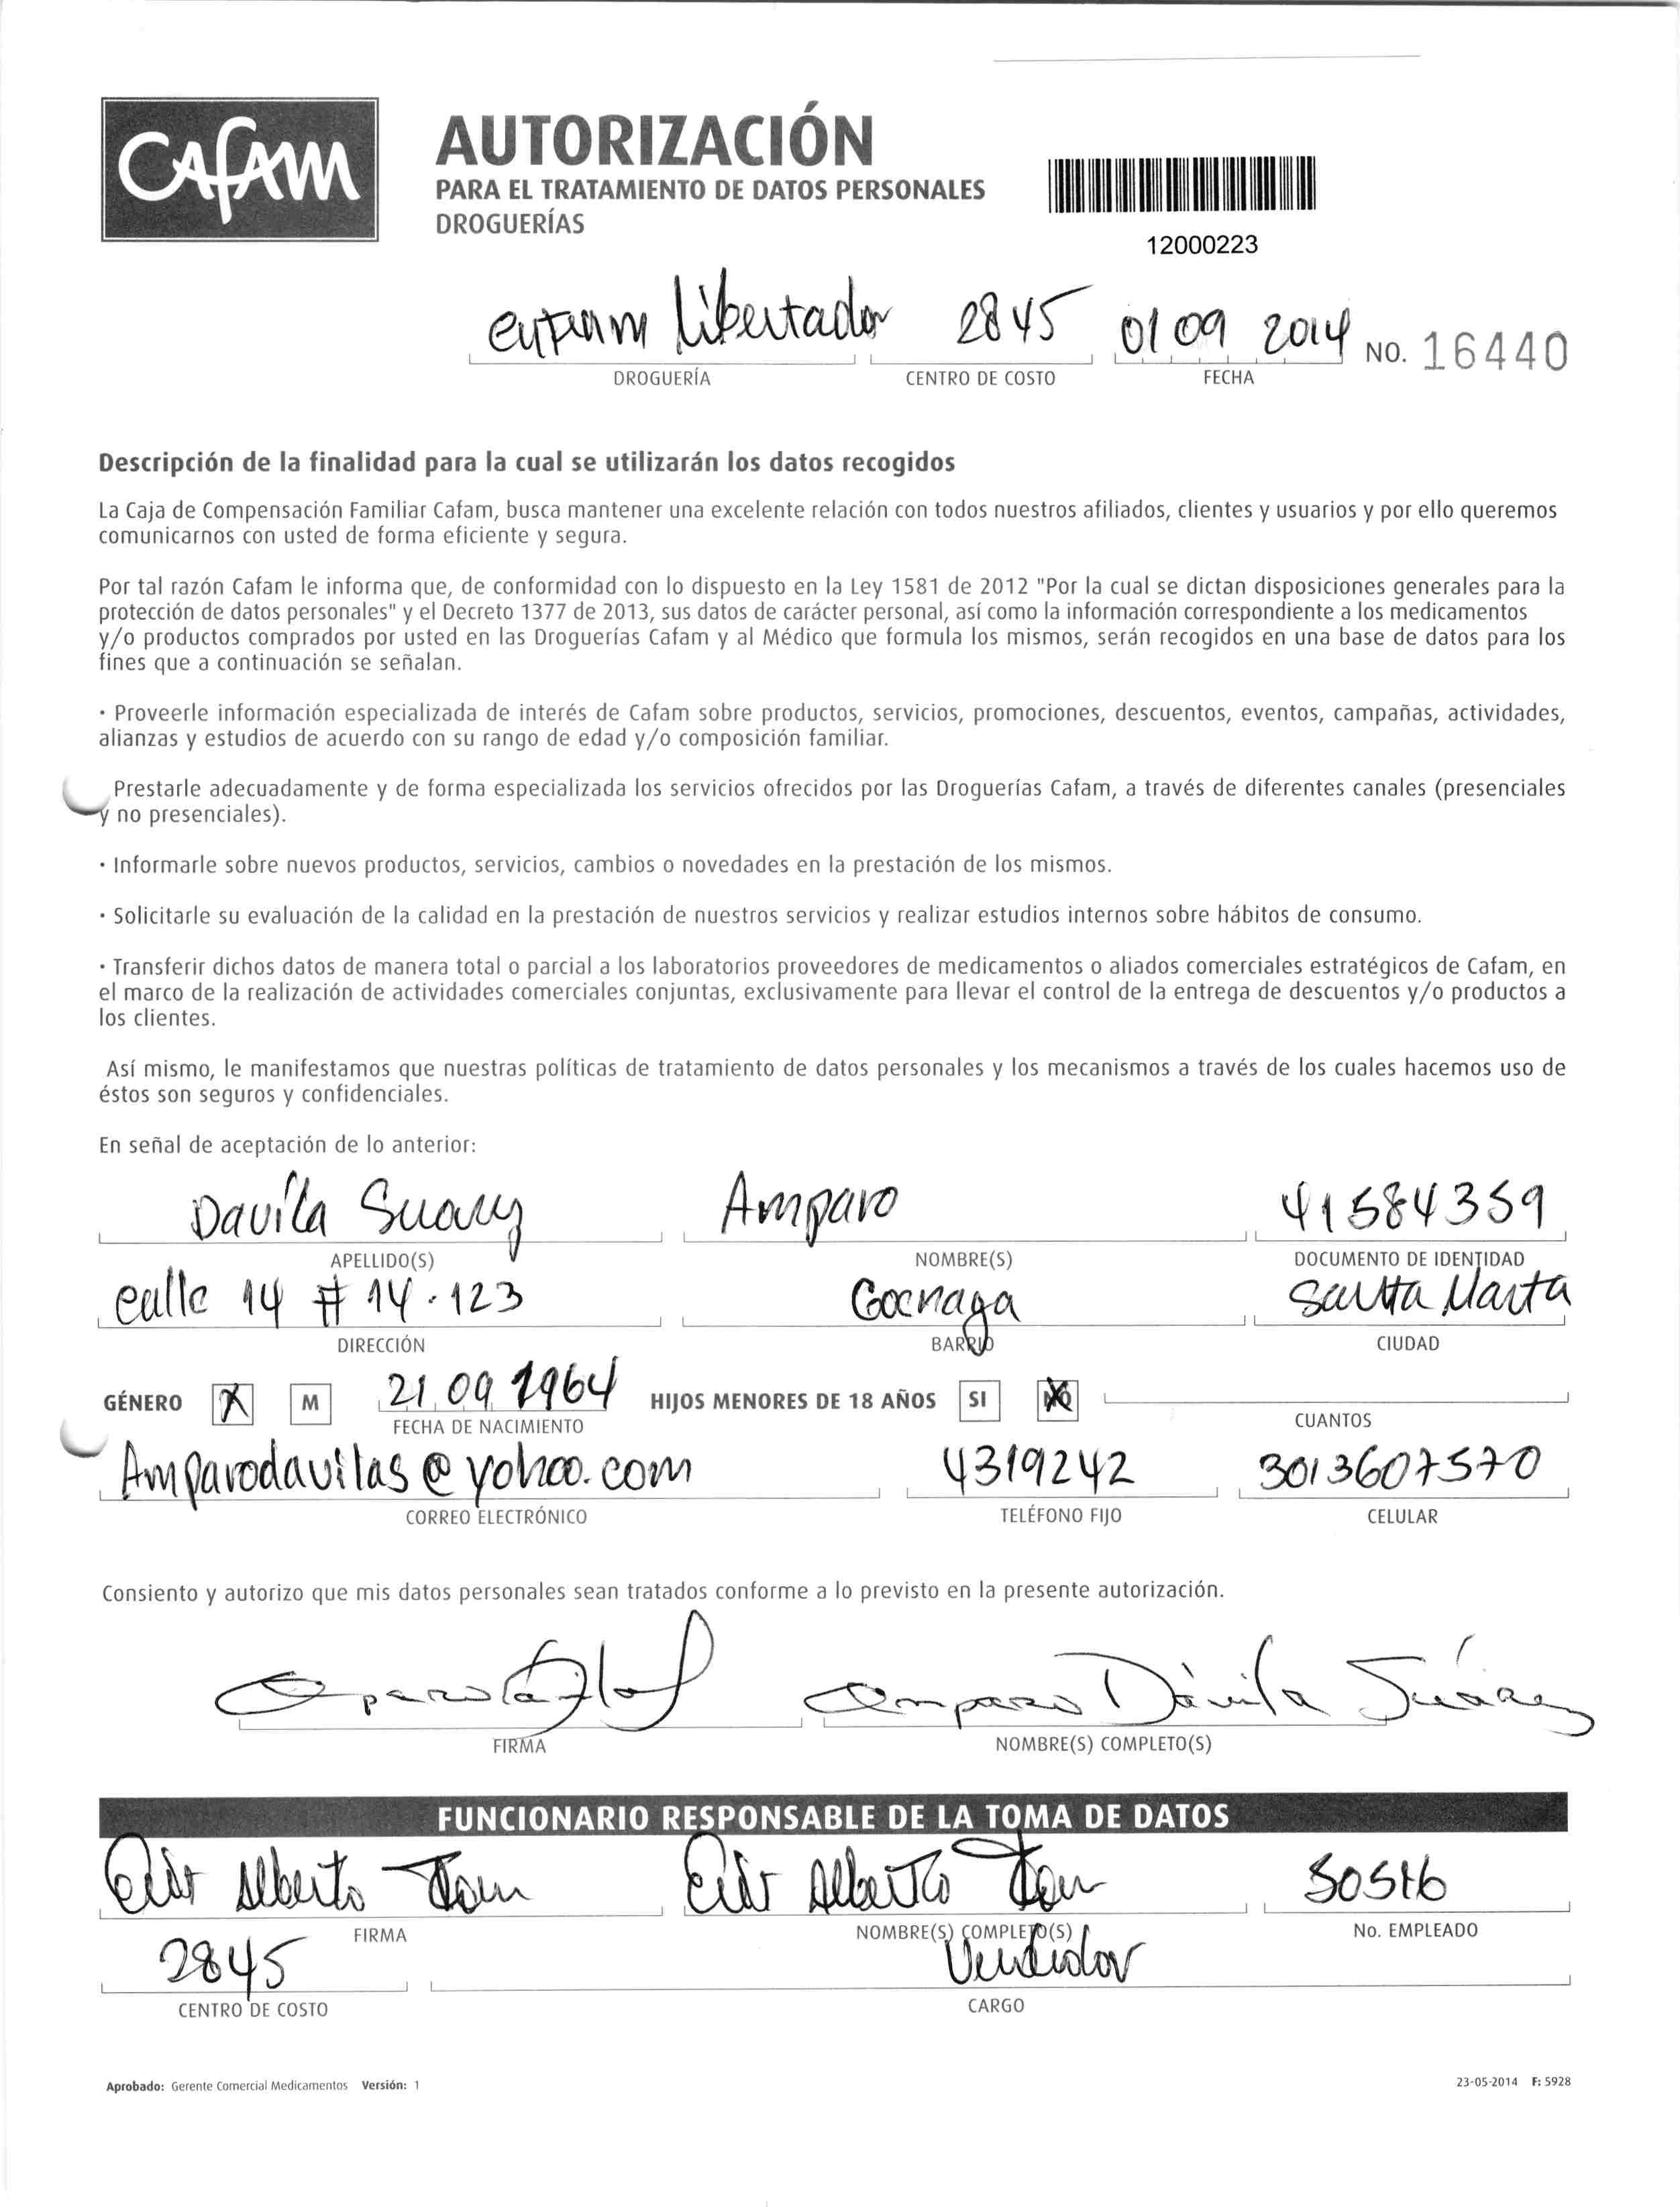 Cafam
AUTORIZACIÓN
PARA EL TRATAMIENTO DE DATOS PERSONALES
DROGUERÍAS
12000223
Libertador 2845 01 09 2014 NO. 16440
DROGUERÍA CENTRO DE COSTO FECHA
Descripción de la finalidad para la cual se utilizarán los datos recogidos
La Caja de Compensación Familiar Cafam, busca mantener una excelente relación con todos nuestros afiliados, clientes y usuarios y por ello queremos
comunicarnos con usted de forma eficiente y segura.
Por tal razón Cafam le informa que, de conformidad con lo dispuesto en la Ley 1581 de 2012 "Por la cual se dictan disposiciones generales para la
protección de datos personales" y el Decreto 1377 de 2013, sus datos de carácter personal, así como la información correspondiente a los medicamentos
y/o productos comprados por usted en las Droguerías Cafam y al Médico que formula los mismos, serán recogidos en una base de datos para los
fines que a continuación se señalan.
· Proveerle información especializada de interés de Cafam sobre productos, servicios, promociones, descuentos, eventos, campañas, actividades,
alianzas y estudios de acuerdo con su rango de edad y/o composición familiar.
Prestarle adecuadamente y de forma especializada los servicios ofrecidos por las Droguerías Cafam, a través de diferentes canales (presenciales
y no presenciales).
· Informarle sobre nuevos productos, servicios, cambios o novedades en la prestación de los mismos.
· Solicitarle su evaluación de la calidad en la prestación de nuestros servicios y realizar estudios internos sobre hábitos de consumo.
· Transferir dichos datos de manera total o parcial a los laboratorios proveedores de medicamentos o aliados comerciales estratégicos de Cafam, en
el marco de la realización de actividades comerciales conjuntas, exclusivamente para llevar el control de la entrega de descuentos y/o productos a
los clientes.
Así mismo, le manifestamos que nuestras políticas de tratamiento de datos personales y los mecanismos a través de los cuales hacemos uso de
éstos son seguros y confidenciales.
En señal de aceptación de lo anterior:
Davila Suarez Amparo 41584359
APELLIDO(S) NOMBRE(S) DOCUMENTO DE IDENTIDAD
calle 14 # 14-123 Santa Marta
DIRECCIÓN BARRIO CIUDAD
GÉNERO X M 21 09 1964 HIJOS MENORES DE 18 AÑOS SI NO
FECHA DE NACIMIENTO CUANTOS
Amparodavilas@yohoo.com 4319242 3013607570
CORREO ELECTRÓNICO TELÉFONO FIJO CELULAR
Consiento y autorizo que mis datos personales sean tratados conforme a lo previsto en la presente autorización.
Amparo Dávila Suárez
FIRMA NOMBRE(S) COMPLETO(S)
FUNCIONARIO RESPONSABLE DE LA TOMA DE DATOS
Alberto Alberto
FIRMA NOMBRE(S) COMPLETO(S) No. EMPLEADO
2845 Vendedor
CENTRO DE COSTO CARGO
Aprobado: Gerente Comercial Medicamentos Versión: 1 23-05-2014 F: 5928